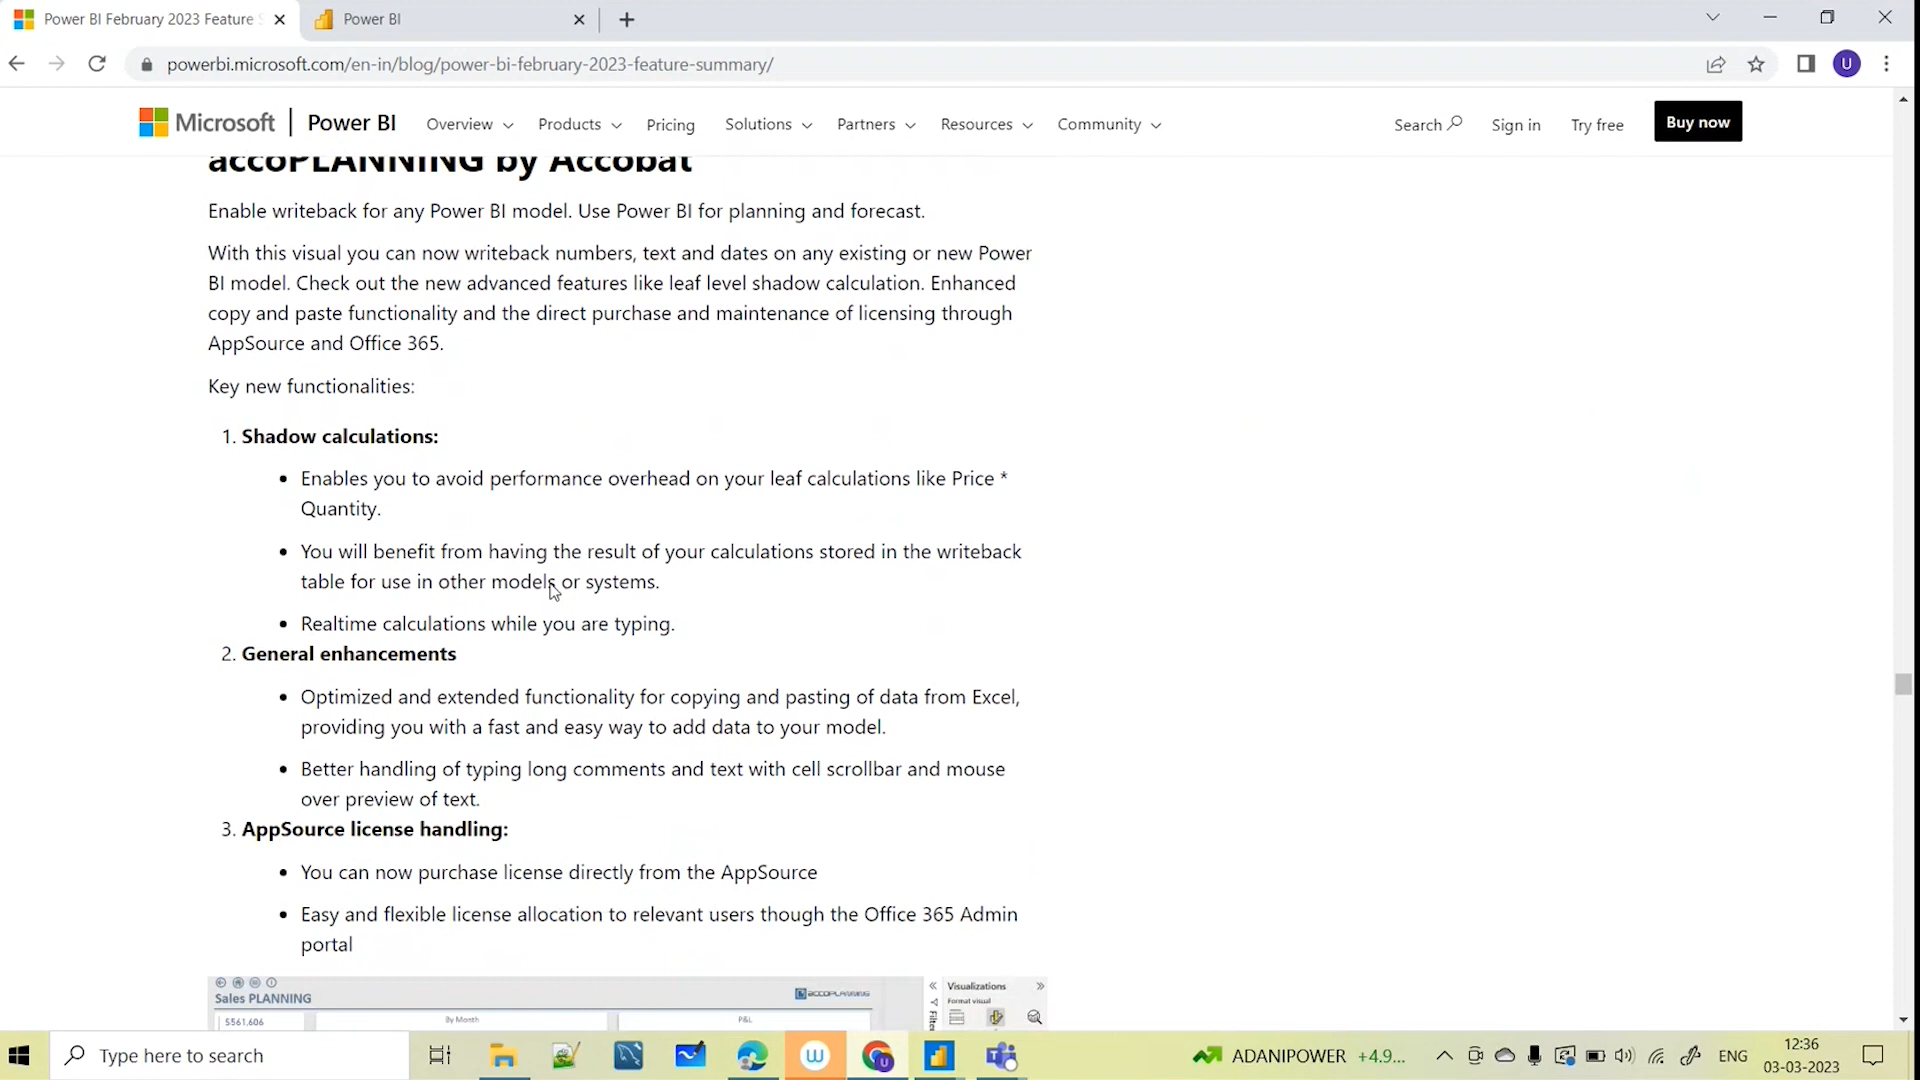 Power BI February 2023 Feature S
Power BI
powerbi.microsoft.com/en-in/blog/power-bi-february-2023-feature-summary/
U
Microsoft
Power BI
Overview
Products
Pricing
Solutions
Partners
Resources
Community
Search
Sign in
Try free
Buy now
accoPLANNING by Accobat
Enable writeback for any Power BI model. Use Power BI for planning and forecast.
With this visual you can now writeback numbers, text and dates on any existing or new Power
BI model. Check out the new advanced features like leaf level shadow calculation. Enhanced
copy and paste functionality and the direct purchase and maintenance of licensing through
AppSource and Office 365.
Key new functionalities:
1. Shadow calculations:
• Enables you to avoid performance overhead on your leaf calculations like Price *
Quantity.
• You will benefit from having the result of your calculations stored in the writeback
table for use in other models or systems.
• Realtime calculations while you are typing.
2. General enhancements
• Optimized and extended functionality for copying and pasting of data from Excel,
providing you with a fast and easy way to add data to your model.
• Better handling of typing long comments and text with cell scrollbar and mouse
over preview of text.
3. AppSource license handling:
• You can now purchase license directly from the AppSource
• Easy and flexible license allocation to relevant users though the Office 365 Admin
portal
Sales PLANNING
ACCOPLANNING
Visualizations
Format visual
$561,606
By Month
P&L
Filter
Type here to search
W
U
ADANIPOWER +4.9...
ENG
12:36
03-03-2023